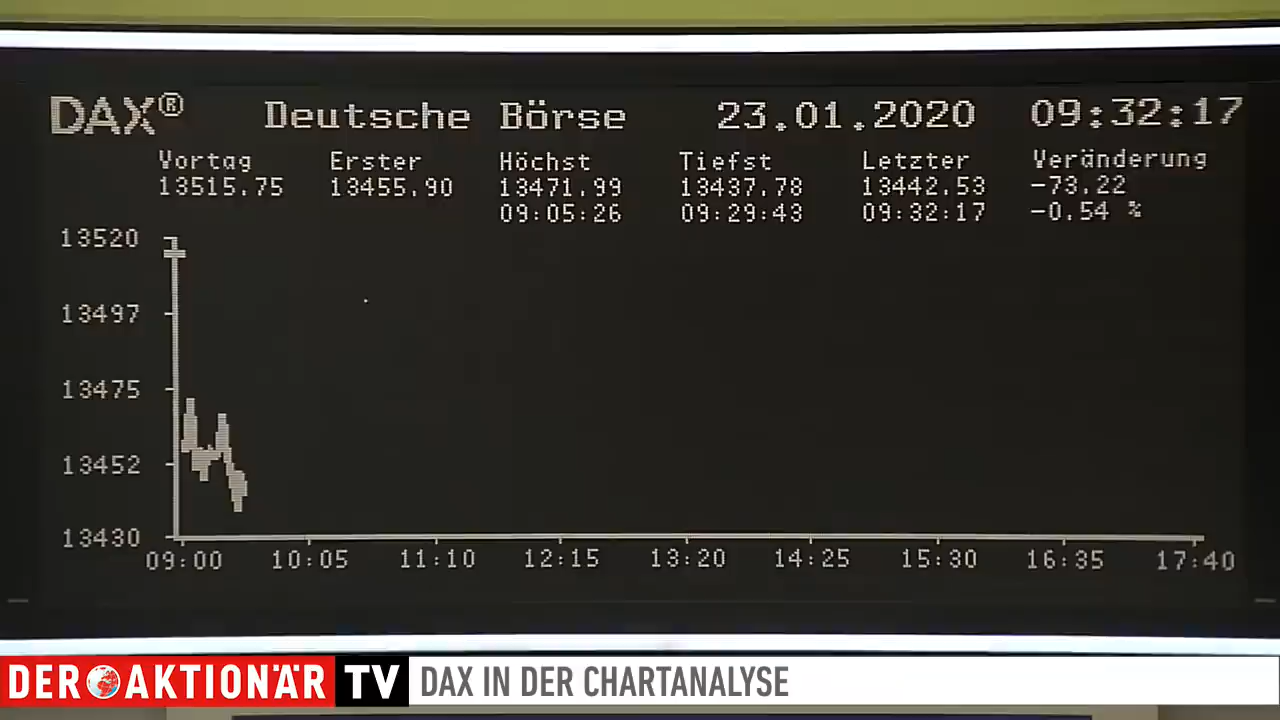 DAX® Deutsche Börse 23.01.2020 09:32:17
Vortag Erster Höchst Tiefst Letzter Veränderung
13515.75 13455.90 13471.99 13437.78 13442.53 -73.22
09:05:26 09:29:43 09:32:17 -0.54 %
13520
13497
13475
13452
13430
09:00 10:05 11:10 12:15 13:20 14:25 15:30 16:35 17:40
DER AKTIONÄR TV DAX IN DER CHARTANALYSE